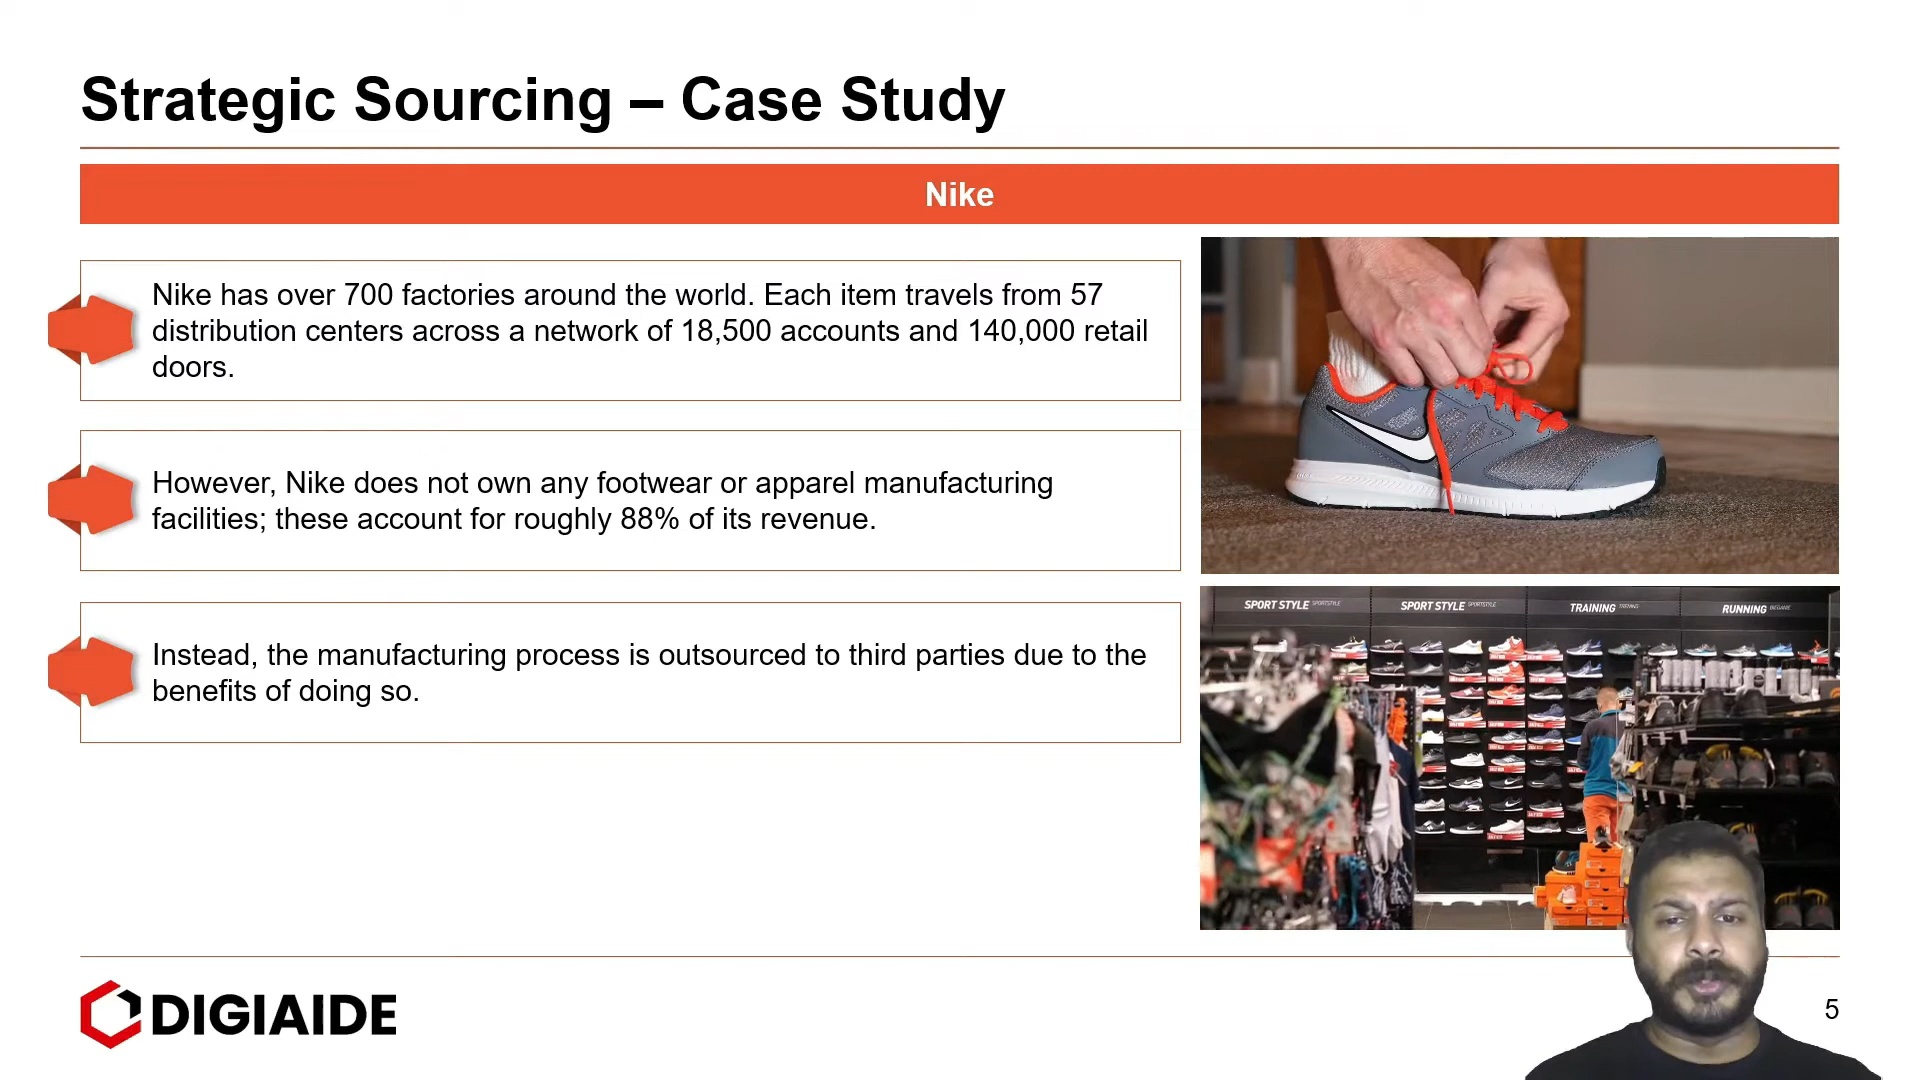 Strategic Sourcing – Case Study
Nike
Nike has over 700 factories around the world. Each item travels from 57
distribution centers across a network of 18,500 accounts and 140,000 retail
doors.
However, Nike does not own any footwear or apparel manufacturing
facilities; these account for roughly 88% of its revenue.
Instead, the manufacturing process is outsourced to third parties due to the
benefits of doing so.
SPORT STYLE SPORTSTYLE SPORT STYLE SPORTSTYLE TRAINING RUNNING
DIGIAIDE
5